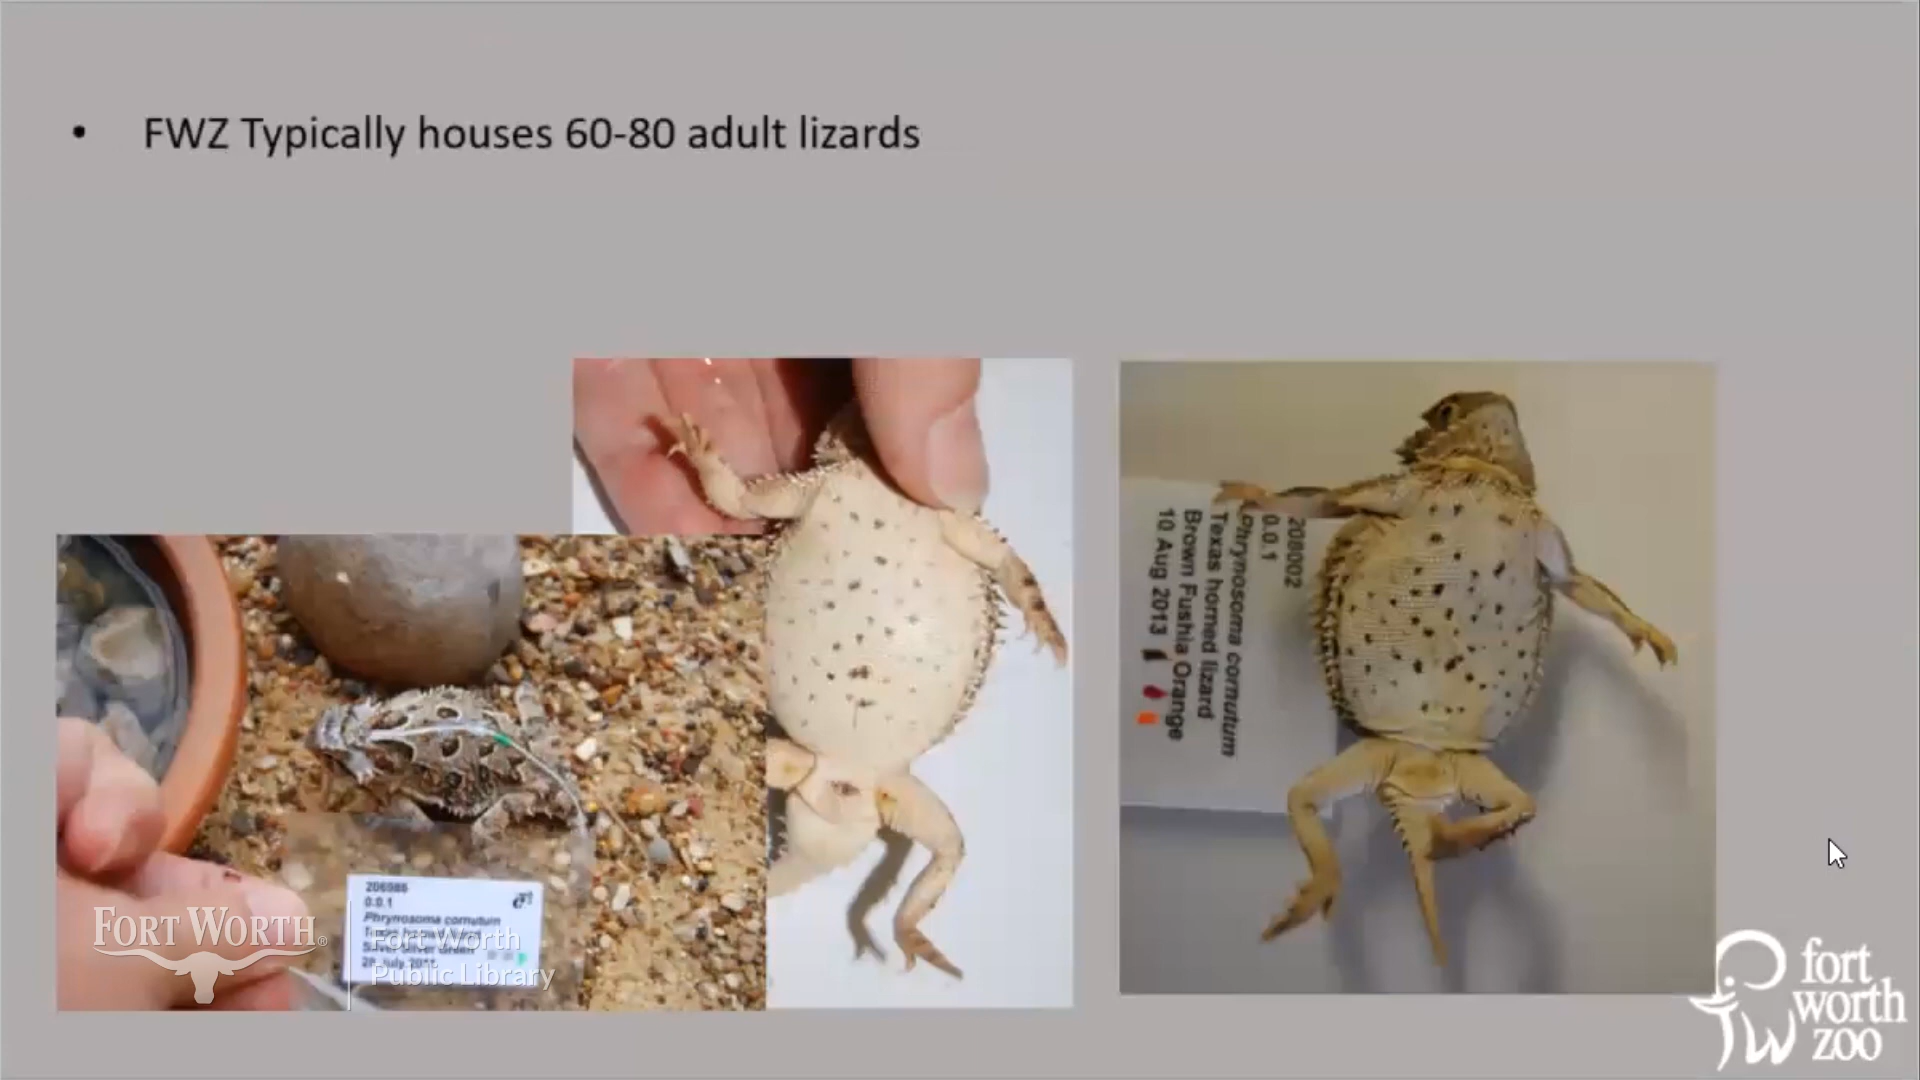 • FWZ Typically houses 60-80 adult lizards
208002
0.0.1
Phrynosoma cornutum
Texas horned lizard
Brown Fushia Orange
10 Aug 2013
206986
0.0.1
Phrynosoma cornutum
Green
FORT WORTH®
Fort Worth
Public Library
fort
worth
zoo